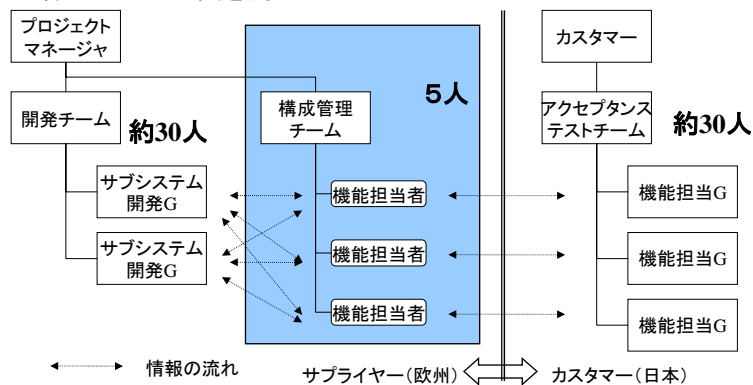 プロジェクト
マネージャ
カスタマー
開発チーム
約30人
構成管理
チーム
5人
アクセプタンス
テストチーム
約30人
サブシステム
開発G
機能担当者
機能担当G
サブシステム
開発G
機能担当者
機能担当G
機能担当者
機能担当G
情報の流れ
サプライヤー(欧州)
カスタマー(日本)